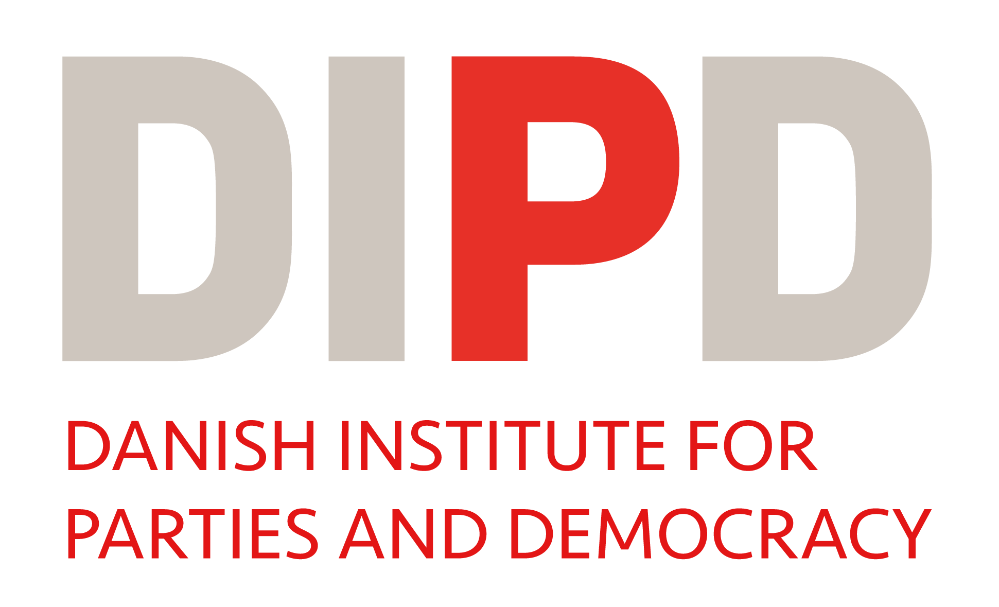 DIPD
DANISH INSTITUTE FOR
PARTIES AND DEMOCRACY